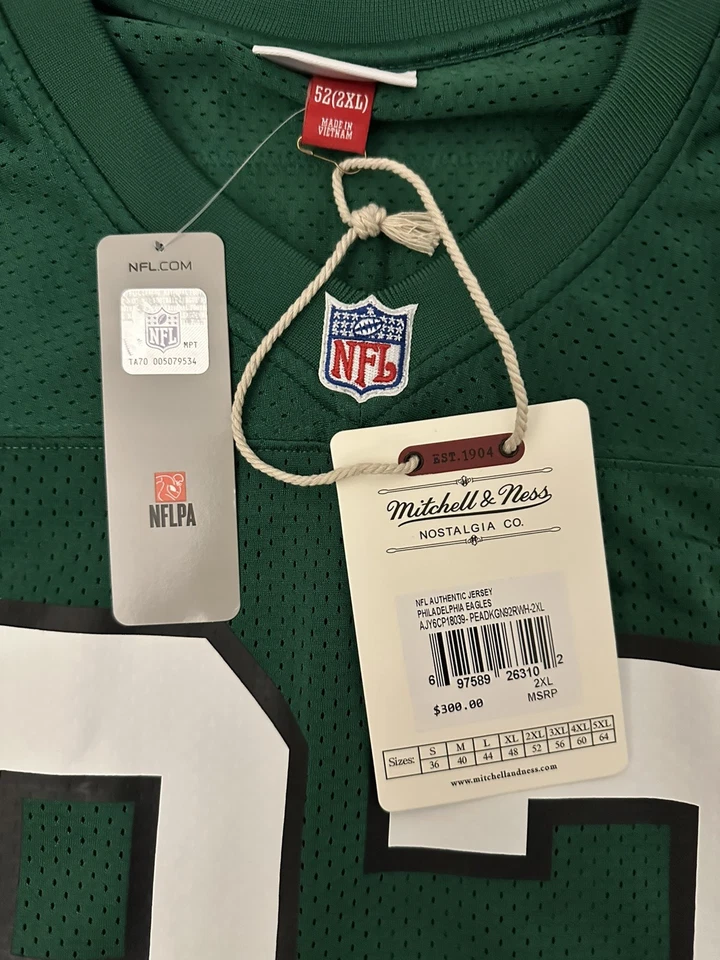 52(2XL)
MADE IN
VIETNAM
NFL.COM
NFL
MPT
TA70 005079534
NFLPA
NFL
EST.1904
Mitchell & Ness
NOSTALGIA CO.
NFL AUTHENTIC JERSEY
PHILADELPHIA EAGLES
AJY6CP18039- PEADKGN92RWH-2XL
6 97589 26310 2
2XL
$300.00 MSRP
Sizes: S M L XL 2XL 3XL 4XL 5XL
36 40 44 48 52 56 60 64
www.mitchellandness.com
92